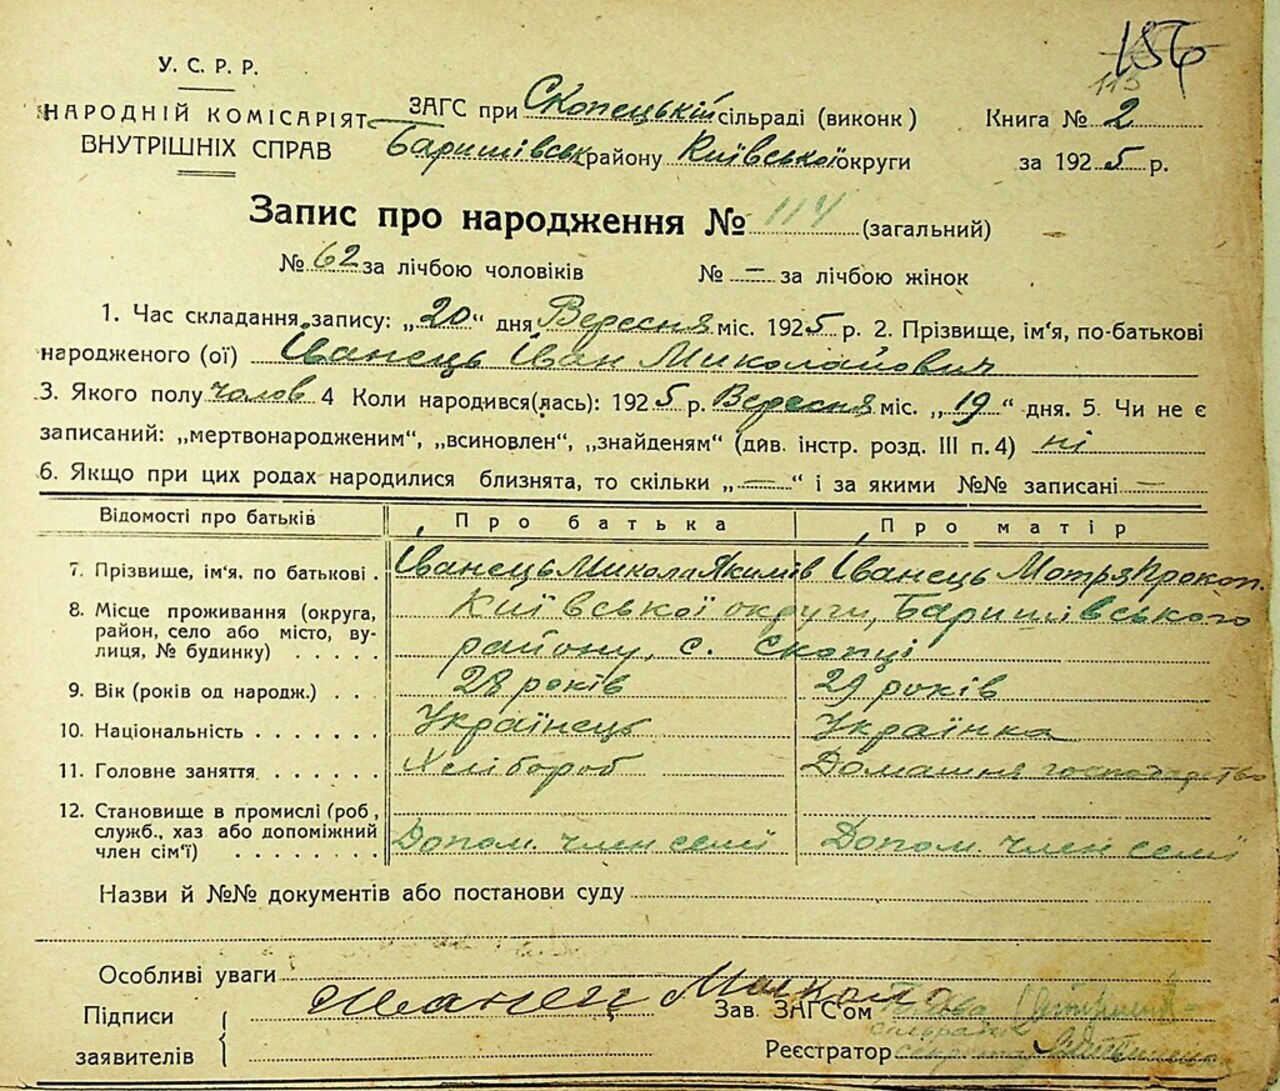 156
115
У. С. Р. Р.
НАРОДНІЙ КОМІСАРІЯТ
ВНУТРІШНІХ СПРАВ
ЗАГС при Скопецькій сільраді (виконк)
Баришівськ району Київської округи
Книга № 2
за 1925 р.
Запис про народження № 114 (загальний)
№ 62 за лічбою чоловіків № — за лічбою жінок
1. Час складання запису: „20" дня Вересня міс. 1925 р. 2. Прізвище, ім'я, по-батькові
народженого (ої) Іванець Іван Миколайович
3. Якого полу чолов 4 Коли народився(лась): 1925 р. Вересня міс. „19" дня. 5. Чи не є
записаний: „мертвонародженим", „всиновлен", „знайденям" (див. інстр. розд. III п. 4) ні
6. Якщо при цих родах народилися близнята, то скільки „—" і за якими №№ записані —
Відомості про батьків Про батька Про матір
7. Прізвище, ім'я, по батькові . Іванець Микола Якимів Іванець Мотря Прокоп.
8. Місце проживання (округа, Київської округи, Баришівського
район, село або місто, ву-
лиця, № будинку) . . . . . району, с. Скопці
9. Вік (років од народж.) . . . 28 років 29 років
10. Національність . . . . . . . Українець Українка
11. Головне заняття . . . . . . Хлібороб Домашня господарство
12. Становище в промислі (роб,
служб., хаз або допоміжний
член сім'ї) . . . . . . . . Допом. член семї Допом. член семї
Назви й №№ документів або постанови суду
Особливі уваги
Підписи Іванец Микола Зав. ЗАГС'ом
заявителів Реєстратор